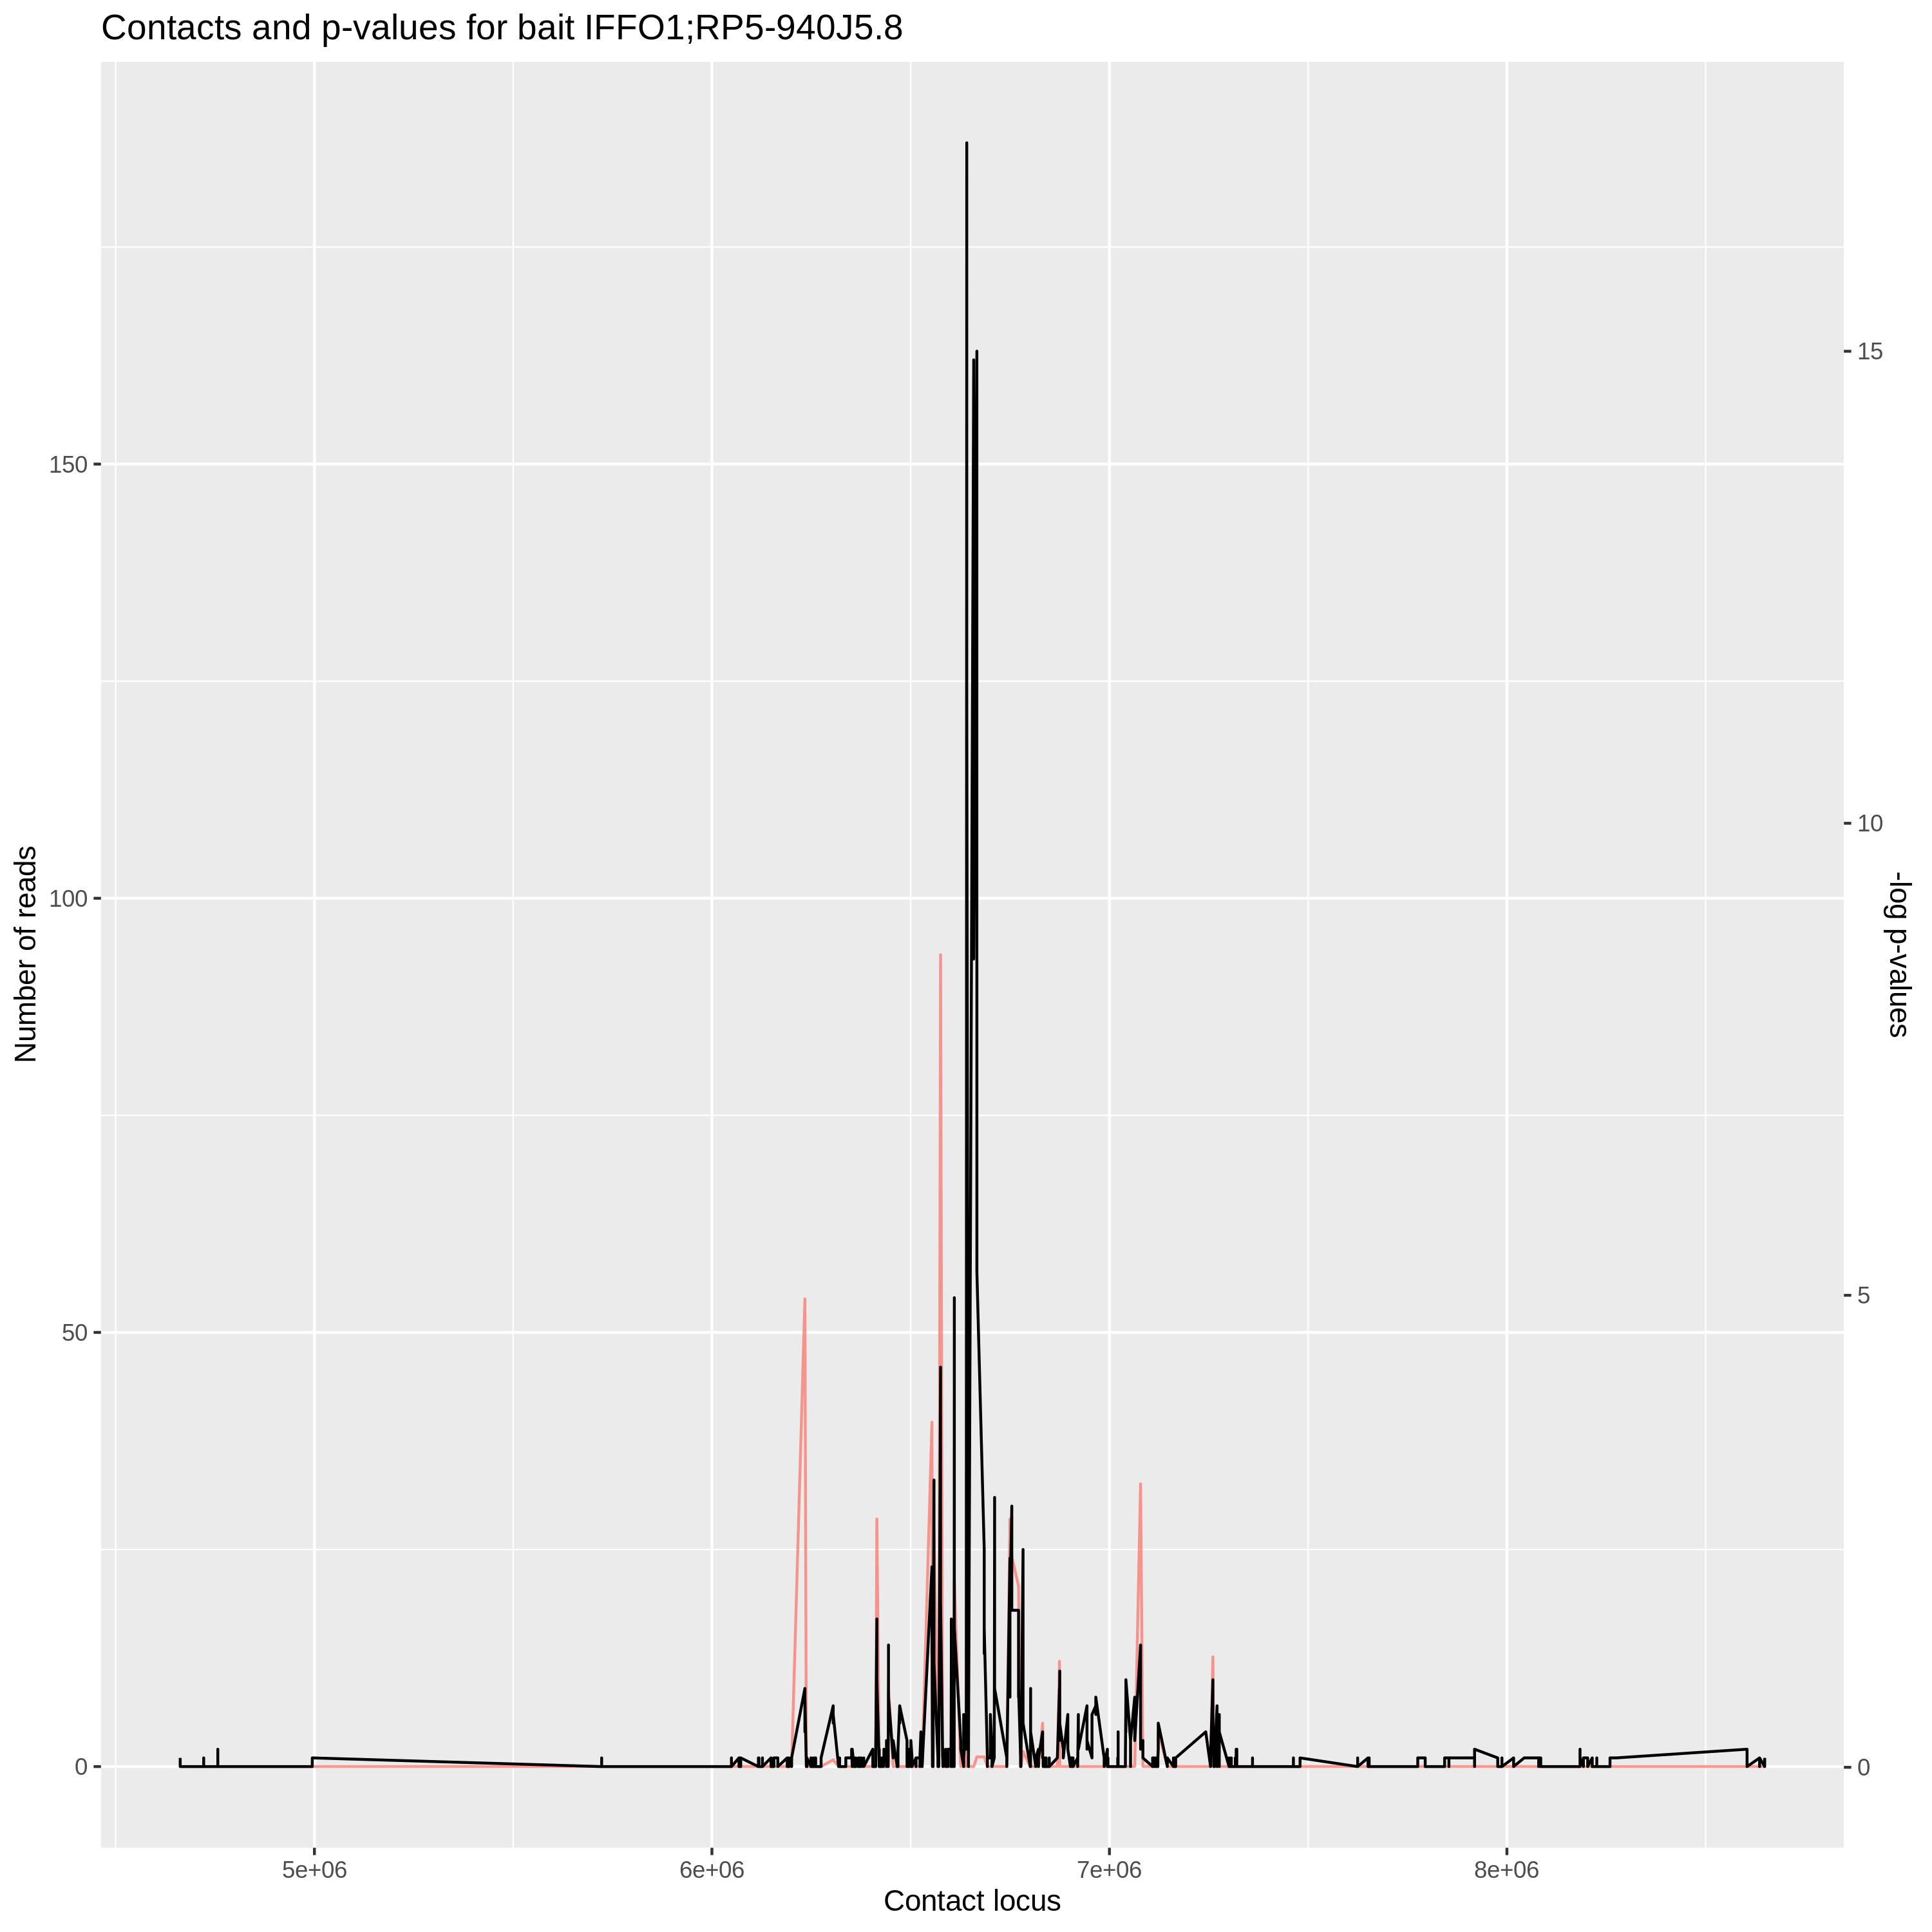 Contacts and p-values for bait IFFO1;RP5-940J5.8
150
100
50
0
Number of reads
15
10
5
0
-log p-values
5e+06
6e+06
7e+06
8e+06
Contact locus